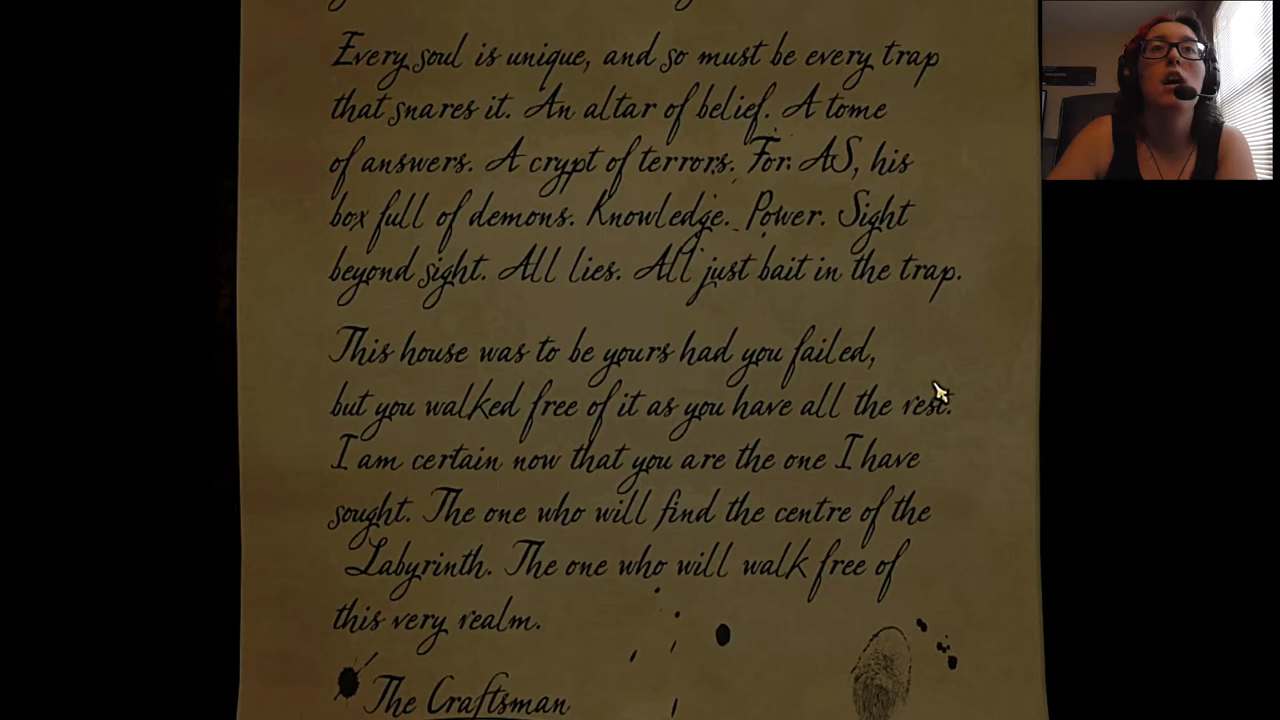 Every soul is unique, and so must be every trap
that snares it. An altar of belief. A tome
of answers. A crypt of terrors. For AS, his
box full of demons. Knowledge. Power. Sight
beyond sight. All lies. All just bait in the trap.
This house was to be yours had you failed,
but you walked free of it as you have all the rest.
I am certain now that you are the one I have
sought. The one who will find the centre of the
Labyrinth. The one who will walk free of
this very realm.
The Craftsman